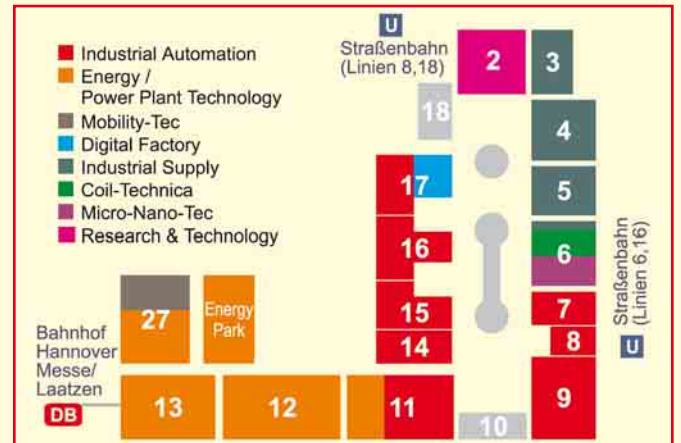 Industrial Automation
Energy /
Power Plant Technology
Mobility-Tec
Digital Factory
Industrial Supply
Coil-Technica
Micro-Nano-Tec
Research & Technology
U
Straßenbahn
(Linien 8,18)
2
3
18
4
17
5
16
6
Straßenbahn
(Linien 6,16)
U
27
Energy
Park
15
7
14
8
Bahnhof
Hannover
Messe/
Laatzen
DB
13
12
11
10
9